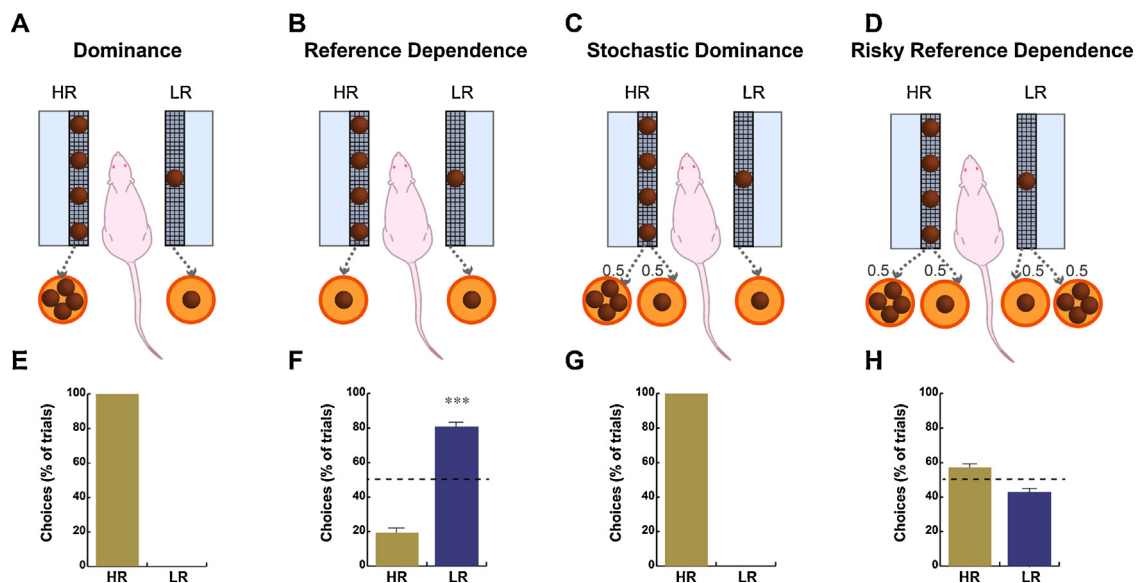 A
Dominance
HR LR
B
Reference Dependence
HR LR
C
Stochastic Dominance
HR LR
0.5 0.5
D
Risky Reference Dependence
HR LR
0.5 0.5 0.5 0.5
E
Choices (% of trials)
100
80
60
40
20
0
HR LR
F
Choices (% of trials)
100
80
60
40
20
0
***
HR LR
G
Choices (% of trials)
100
80
60
40
20
0
HR LR
H
Choices (% of trials)
100
80
60
40
20
0
HR LR